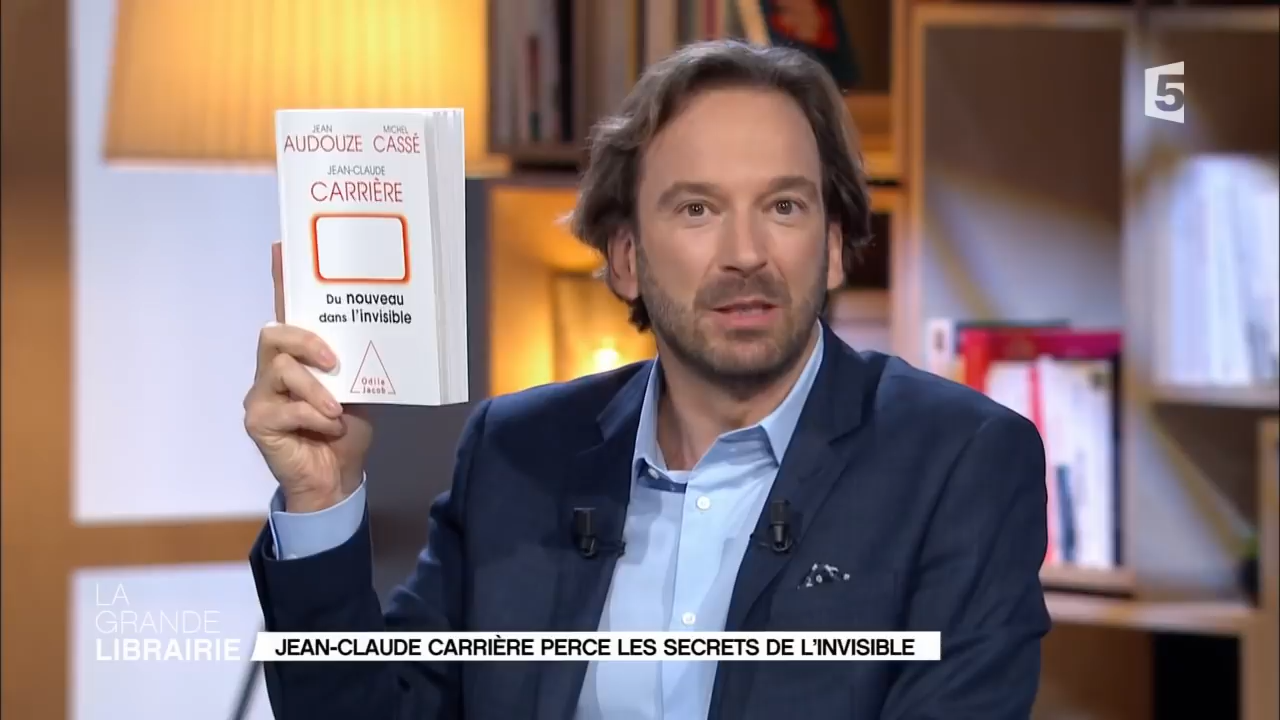 5
JEAN MICHEL
AUDOUZE CASSÉ
JEAN-CLAUDE
CARRIÈRE
Du nouveau
dans l'invisible
Odile
Jacob
LA
GRANDE
LIBRAIRIE
JEAN-CLAUDE CARRIÈRE PERCE LES SECRETS DE L'INVISIBLE